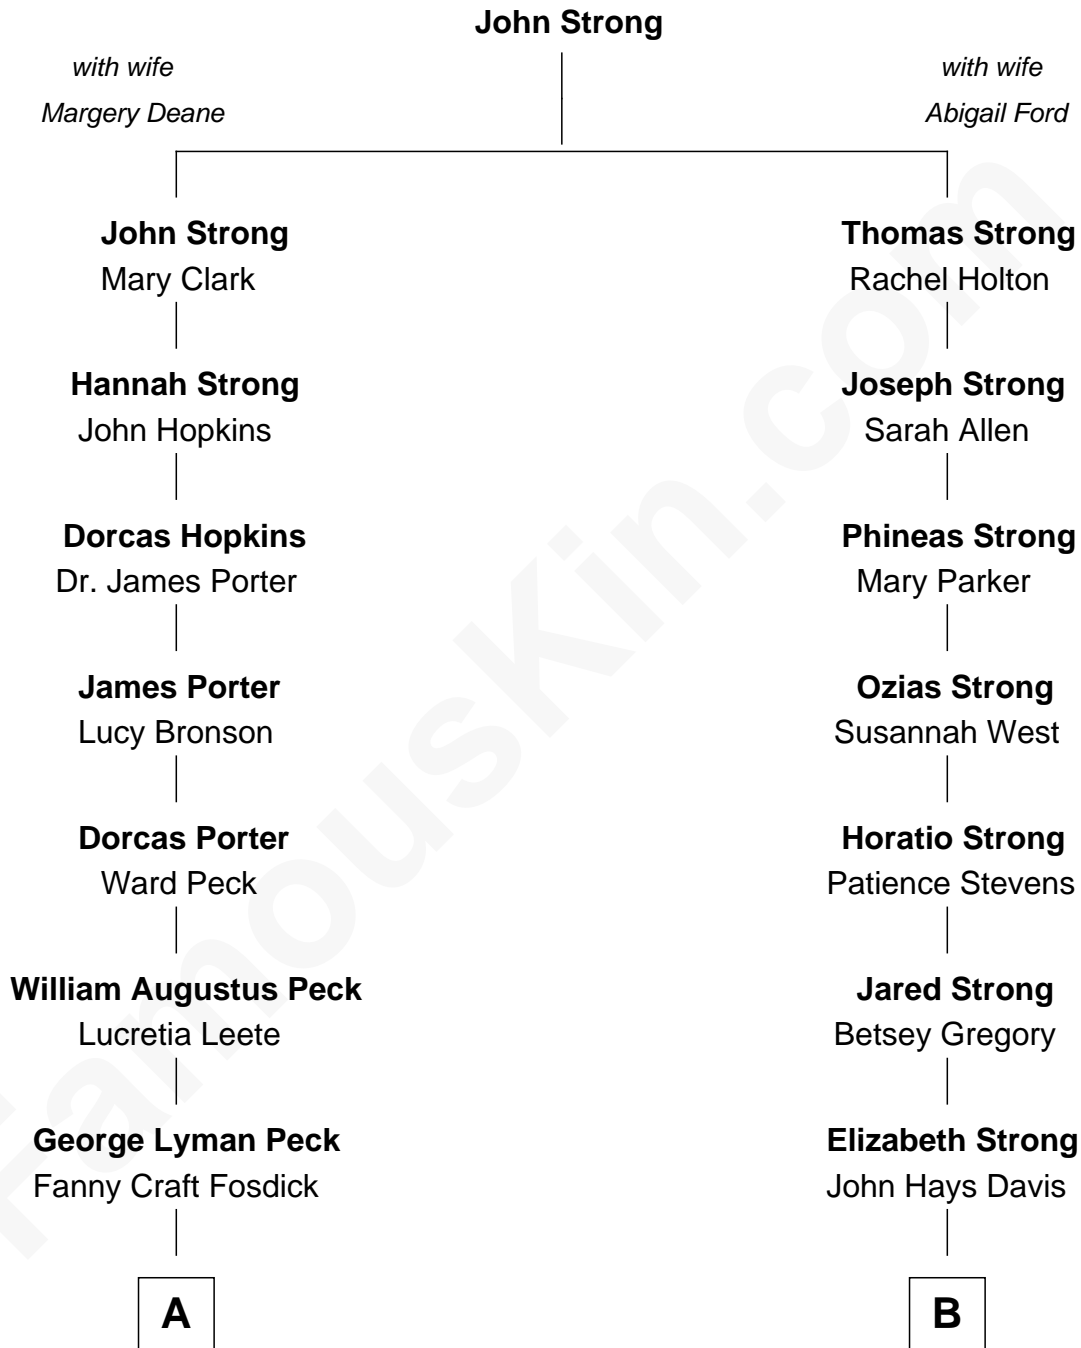 John Strong
with wife
Margery Deane
with wife
Abigail Ford
John Strong
Mary Clark
Thomas Strong
Rachel Holton
Hannah Strong
John Hopkins
Joseph Strong
Sarah Allen
Dorcas Hopkins
Dr. James Porter
Phineas Strong
Mary Parker
James Porter
Lucy Bronson
Ozias Strong
Susannah West
Dorcas Porter
Ward Peck
Horatio Strong
Patience Stevens
William Augustus Peck
Lucretia Leete
Jared Strong
Betsey Gregory
George Lyman Peck
Fanny Craft Fosdick
Elizabeth Strong
John Hays Davis
A
B
FamousKin.com